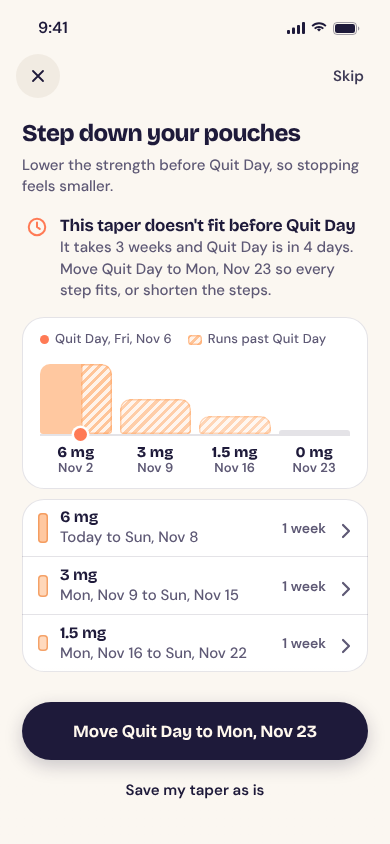 9:41
Skip
Step down your pouches
Lower the strength before Quit Day, so stopping
feels smaller.
This taper doesn't fit before Quit Day
It takes 3 weeks and Quit Day is in 4 days.
Move Quit Day to Mon, Nov 23 so every
step fits, or shorten the steps.
Quit Day, Fri, Nov 6 Runs past Quit Day
6 mg 3 mg 1.5 mg 0 mg
Nov 2 Nov 9 Nov 16 Nov 23
6 mg
Today to Sun, Nov 8
1 week
3 mg
Mon, Nov 9 to Sun, Nov 15
1 week
1.5 mg
Mon, Nov 16 to Sun, Nov 22
1 week
Move Quit Day to Mon, Nov 23
Save my taper as is